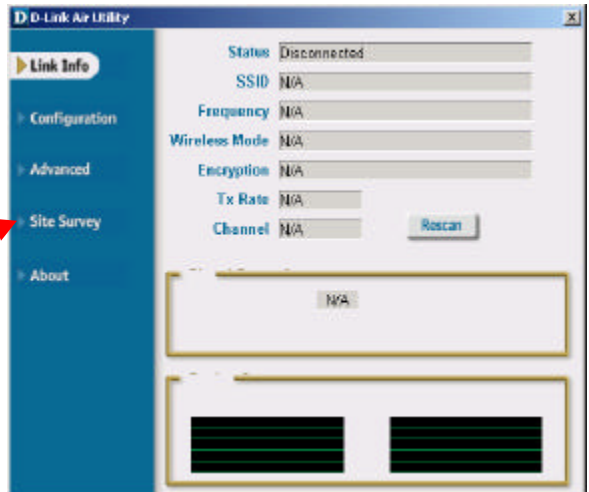 D-Link Air Utility
Link Info
Configuration
Advanced
Site Survey
About
Status Disconnected
SSID N/A
Frequency N/A
Wireless Mode N/A
Encryption N/A
Tx Rate N/A
Channel N/A
Rescan
N/A